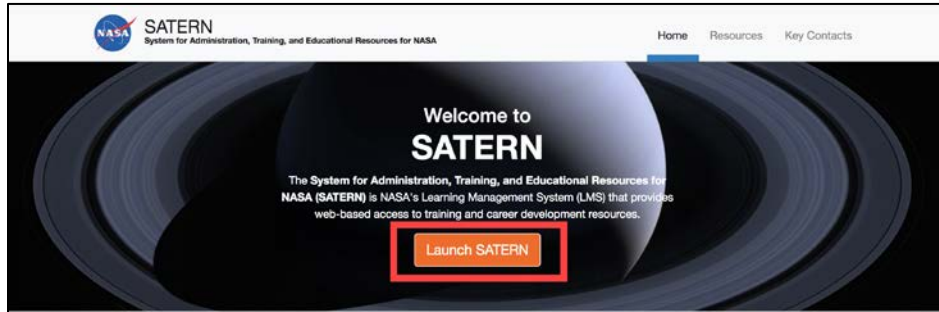 NASA
SATERN
System for Administration, Training, and Educational Resources for NASA
Home Resources Key Contacts
Welcome to
SATERN
The System for Administration, Training, and Educational Resources for
NASA (SATERN) is NASA's Learning Management System (LMS) that provides
web-based access to training and career development resources.
Launch SATERN